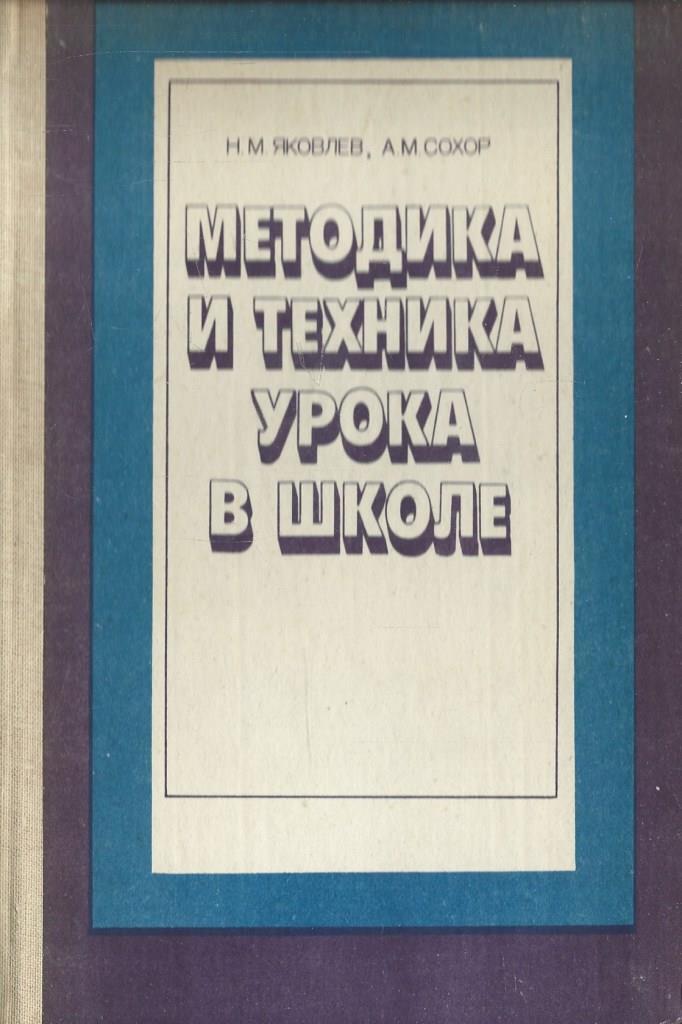 Н.М. ЯКОВЛЕВ, А.М. СОХОР
МЕТОДИКА
И ТЕХНИКА
УРОКА
В ШКОЛЕ